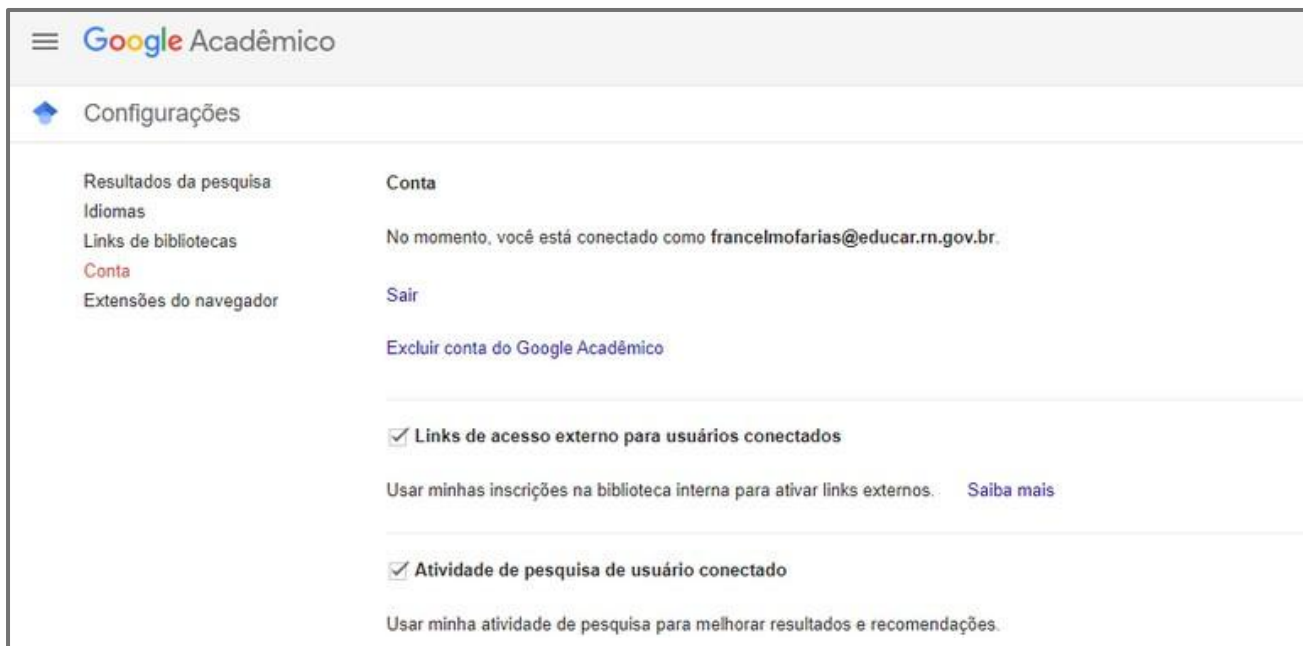 Google Acadêmico
Configurações
Resultados da pesquisa
Idiomas
Links de bibliotecas
Conta
Extensões do navegador
Conta
No momento, você está conectado como francelmofarias@educar.rn.gov.br.
Sair
Excluir conta do Google Acadêmico
Links de acesso externo para usuários conectados
Usar minhas inscrições na biblioteca interna para ativar links externos. Saiba mais
Atividade de pesquisa de usuário conectado
Usar minha atividade de pesquisa para melhorar resultados e recomendações.